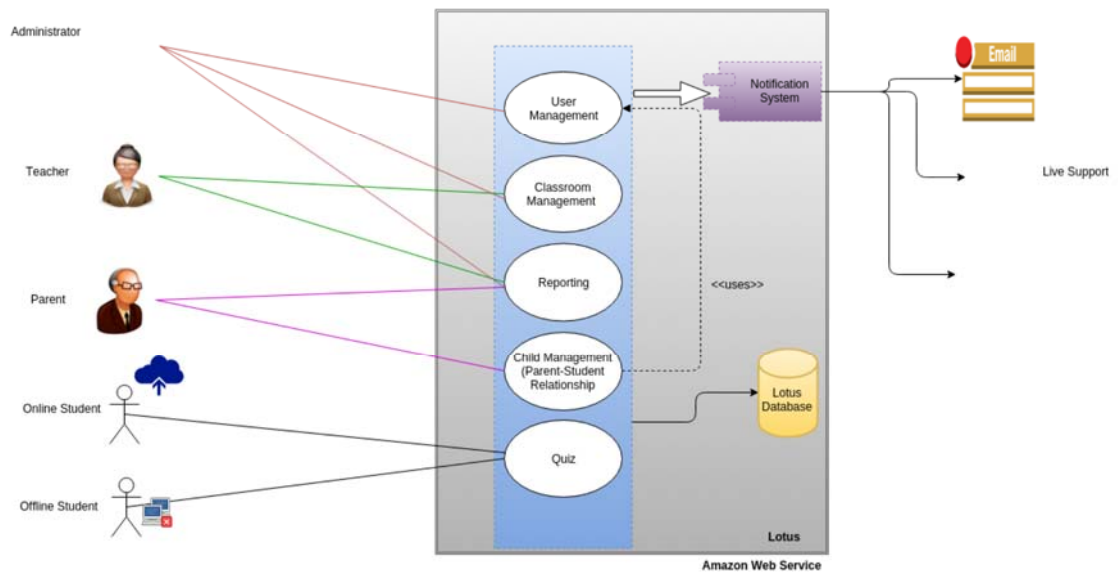 Administrator
Teacher
Parent
Online Student
Offline Student
User
Management
Classroom
Management
Reporting
Child Management
(Parent-Student
Relationship
Quiz
Notification
System
<<uses>>
Lotus
Database
Lotus
Amazon Web Service
Email
Live Support